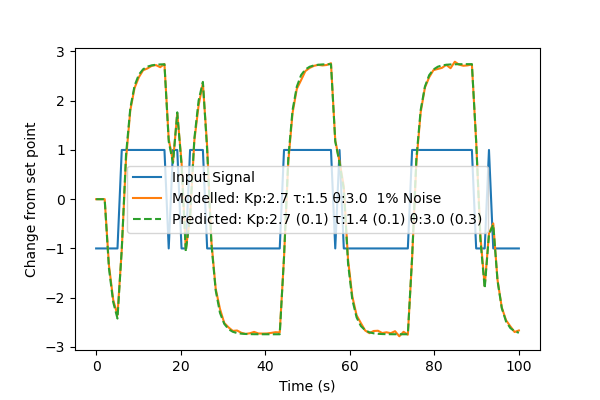 3
2
1
0
−1
−2
−3
Change from set point
Input Signal
Modelled: Kp:2.7 τ:1.5 θ:3.0  1% Noise
Predicted: Kp:2.7 (0.1) τ:1.4 (0.1) θ:3.0 (0.3)
0 20 40 60 80 100
Time (s)